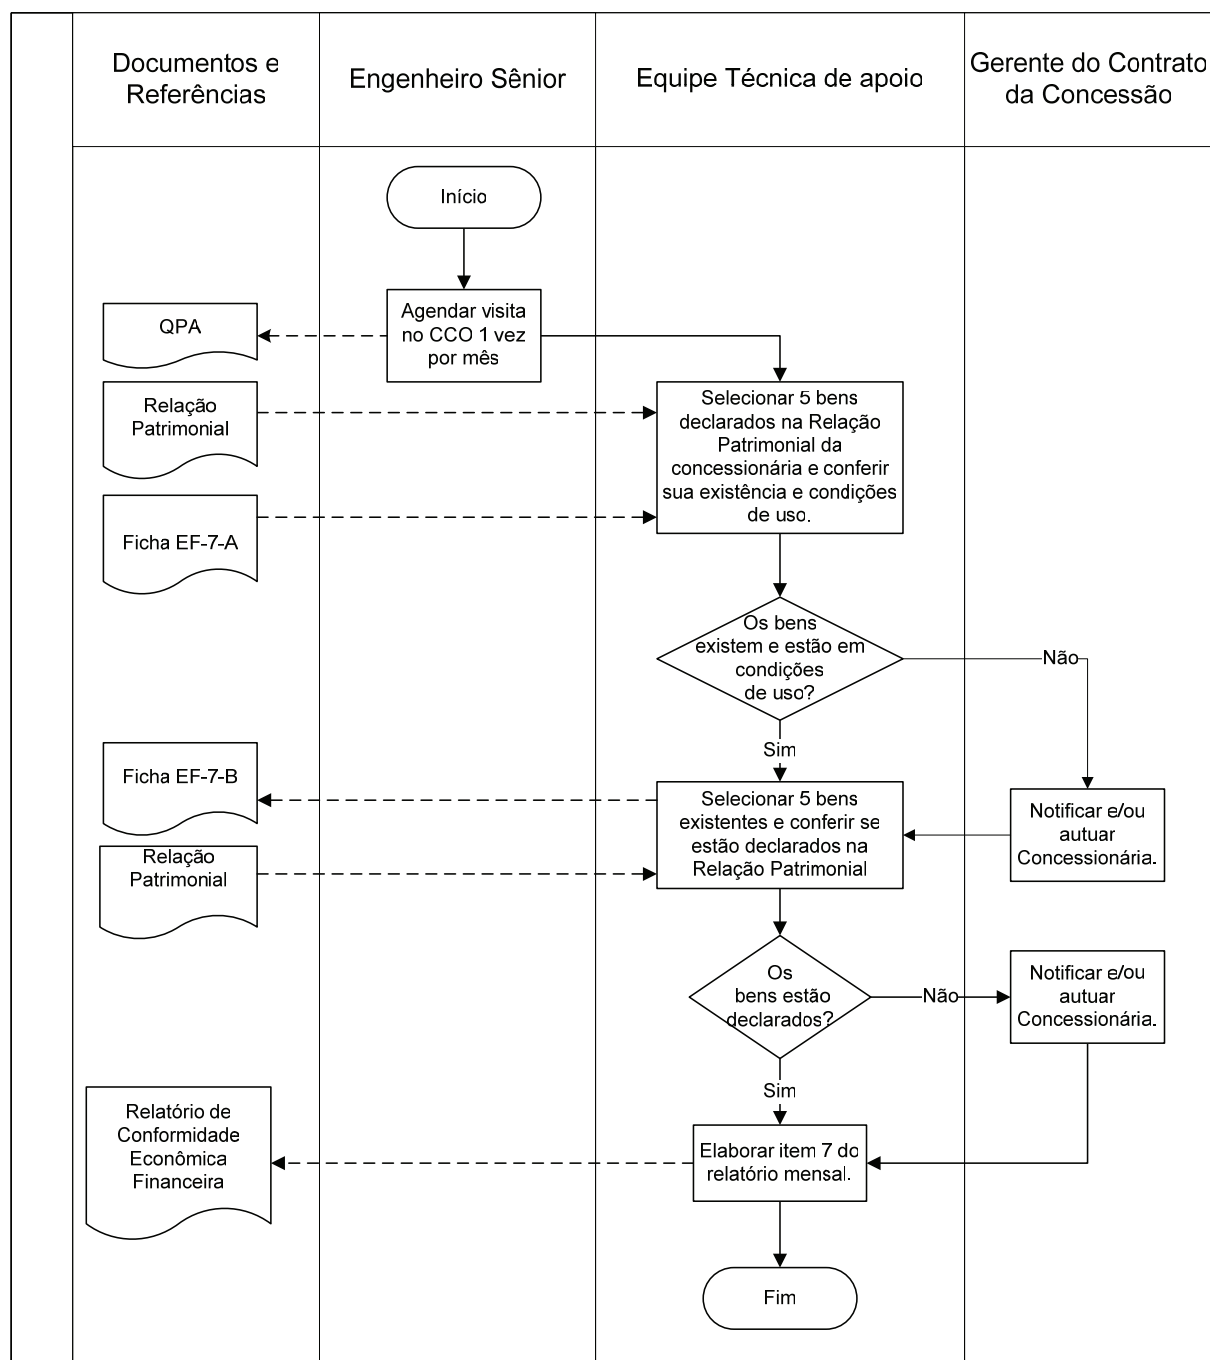 Documentos e
Referências
Engenheiro Sênior
Equipe Técnica de apoio
Gerente do Contrato
da Concessão
Início
Agendar visita
no CCO 1 vez
por mês
QPA
Relação
Patrimonial
Selecionar 5 bens
declarados na Relação
Patrimonial da
concessionária e conferir
sua existência e condições
de uso.
Ficha EF-7-A
Os bens
existem e estão em
condições
de uso?
Não
Sim
Ficha EF-7-B
Selecionar 5 bens
existentes e conferir se
estão declarados na
Relação Patrimonial
Notificar e/ou
autuar
Concessionária.
Relação
Patrimonial
Os
bens estão
declarados?
Não
Notificar e/ou
autuar
Concessionária.
Sim
Relatório de
Conformidade
Econômica
Financeira
Elaborar item 7 do
relatório mensal.
Fim